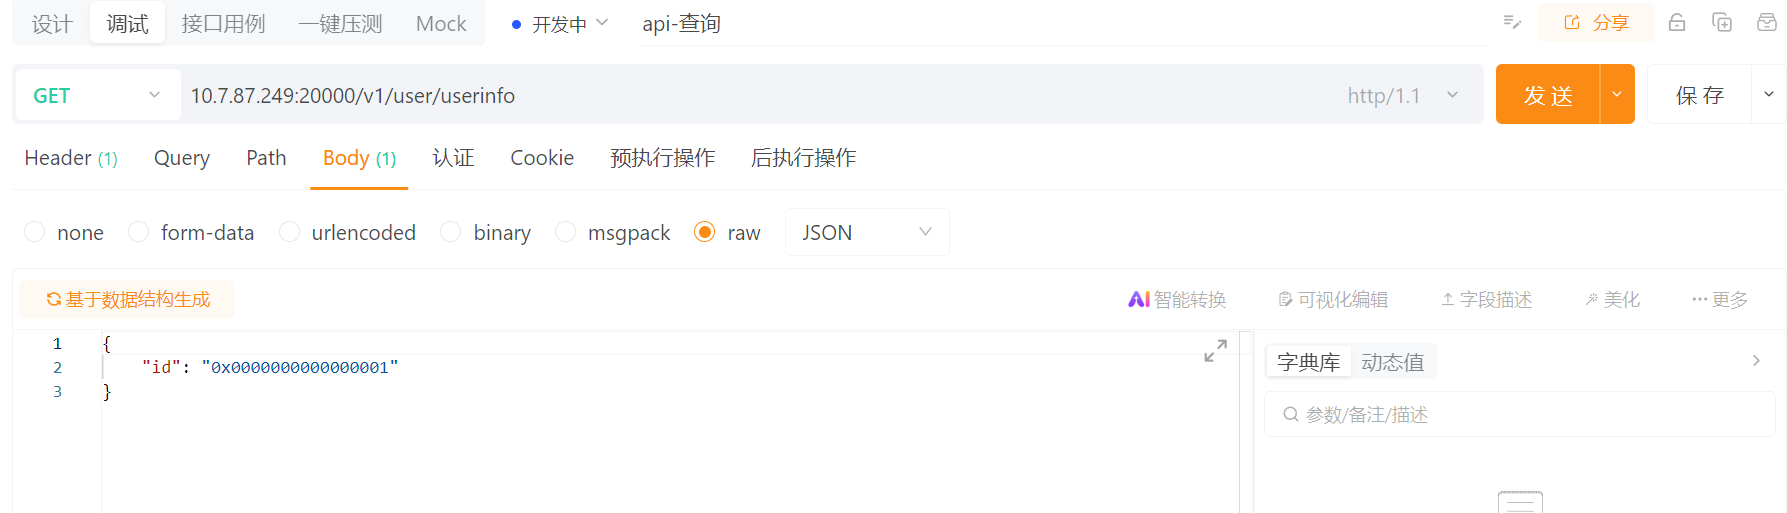 设计 调试 接口用例 一键压测 Mock 开发中 api-查询 分享
GET 10.7.87.249:20000/v1/user/userinfo http/1.1 发送 保存
Header (1) Query Path Body (1) 认证 Cookie 预执行操作 后执行操作
none form-data urlencoded binary msgpack raw JSON
基于数据结构生成 AI 智能转换 可视化编辑 字段描述 美化 更多
1 {
2 "id": "0x0000000000000001"
3 }
字典库 动态值
参数/备注/描述